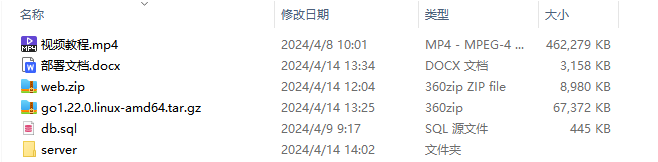 名称 修改日期 类型 大小
视频教程.mp4 2024/4/8 10:01 MP4 - MPEG-4 ... 462,279 KB
部署文档.docx 2024/4/14 13:34 DOCX 文档 3,158 KB
web.zip 2024/4/14 12:04 360zip ZIP file 8,980 KB
go1.22.0.linux-amd64.tar.gz 2024/4/14 13:25 360zip 67,372 KB
db.sql 2024/4/9 9:17 SQL 源文件 445 KB
server 2024/4/14 14:02 文件夹